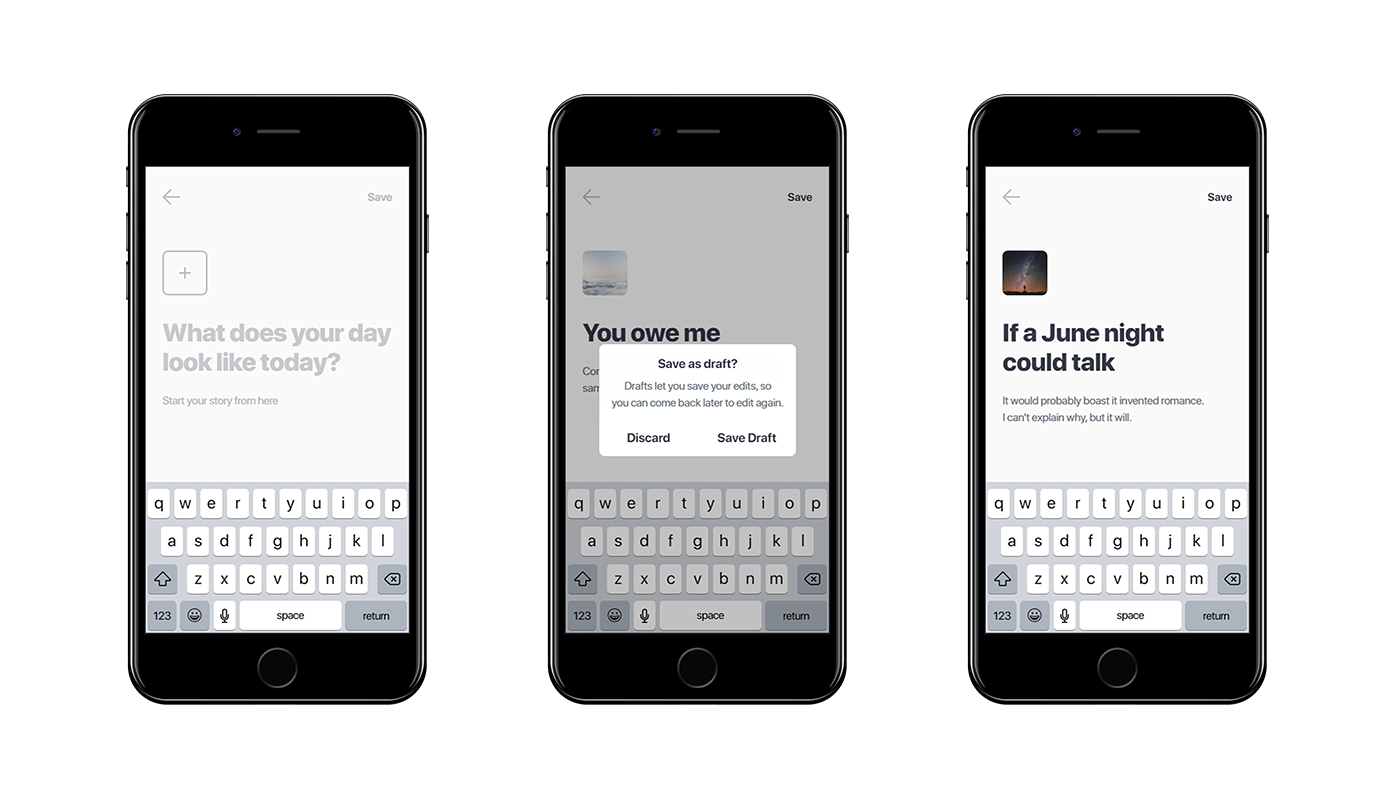 Save
What does your day
look like today?
Start your story from here
q w e r t y u i o p
a s d f g h j k l
z x c v b n m
123 space return
Save
You owe me
Save as draft?
Drafts let you save your edits, so
you can come back later to edit again.
Discard Save Draft
q w e r t y u i o p
a s d f g h j k l
z x c v b n m
123 space return
Save
If a June night
could talk
It would probably boast it invented romance.
I can't explain why, but it will.
q w e r t y u i o p
a s d f g h j k l
z x c v b n m
123 space return